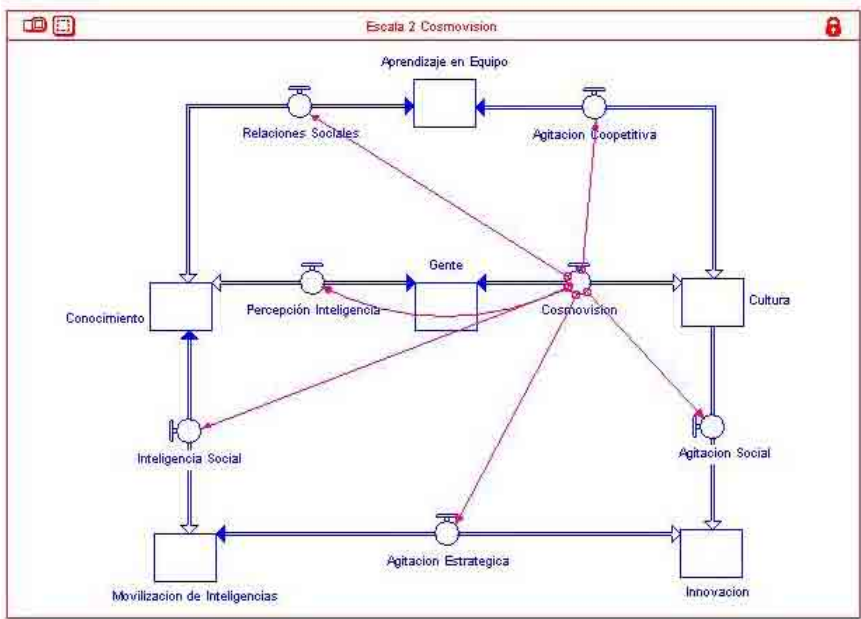 Escala 2 Cosmovision
Aprendizaje en Equipo
Relaciones Sociales
Agitacion Coopetitiva
Gente
Conocimiento
Percepción Inteligencia
Cosmovision
Cultura
Inteligencia Social
Agitacion Social
Agitacion Estrategica
Movilizacion de Inteligencias
Innovacion